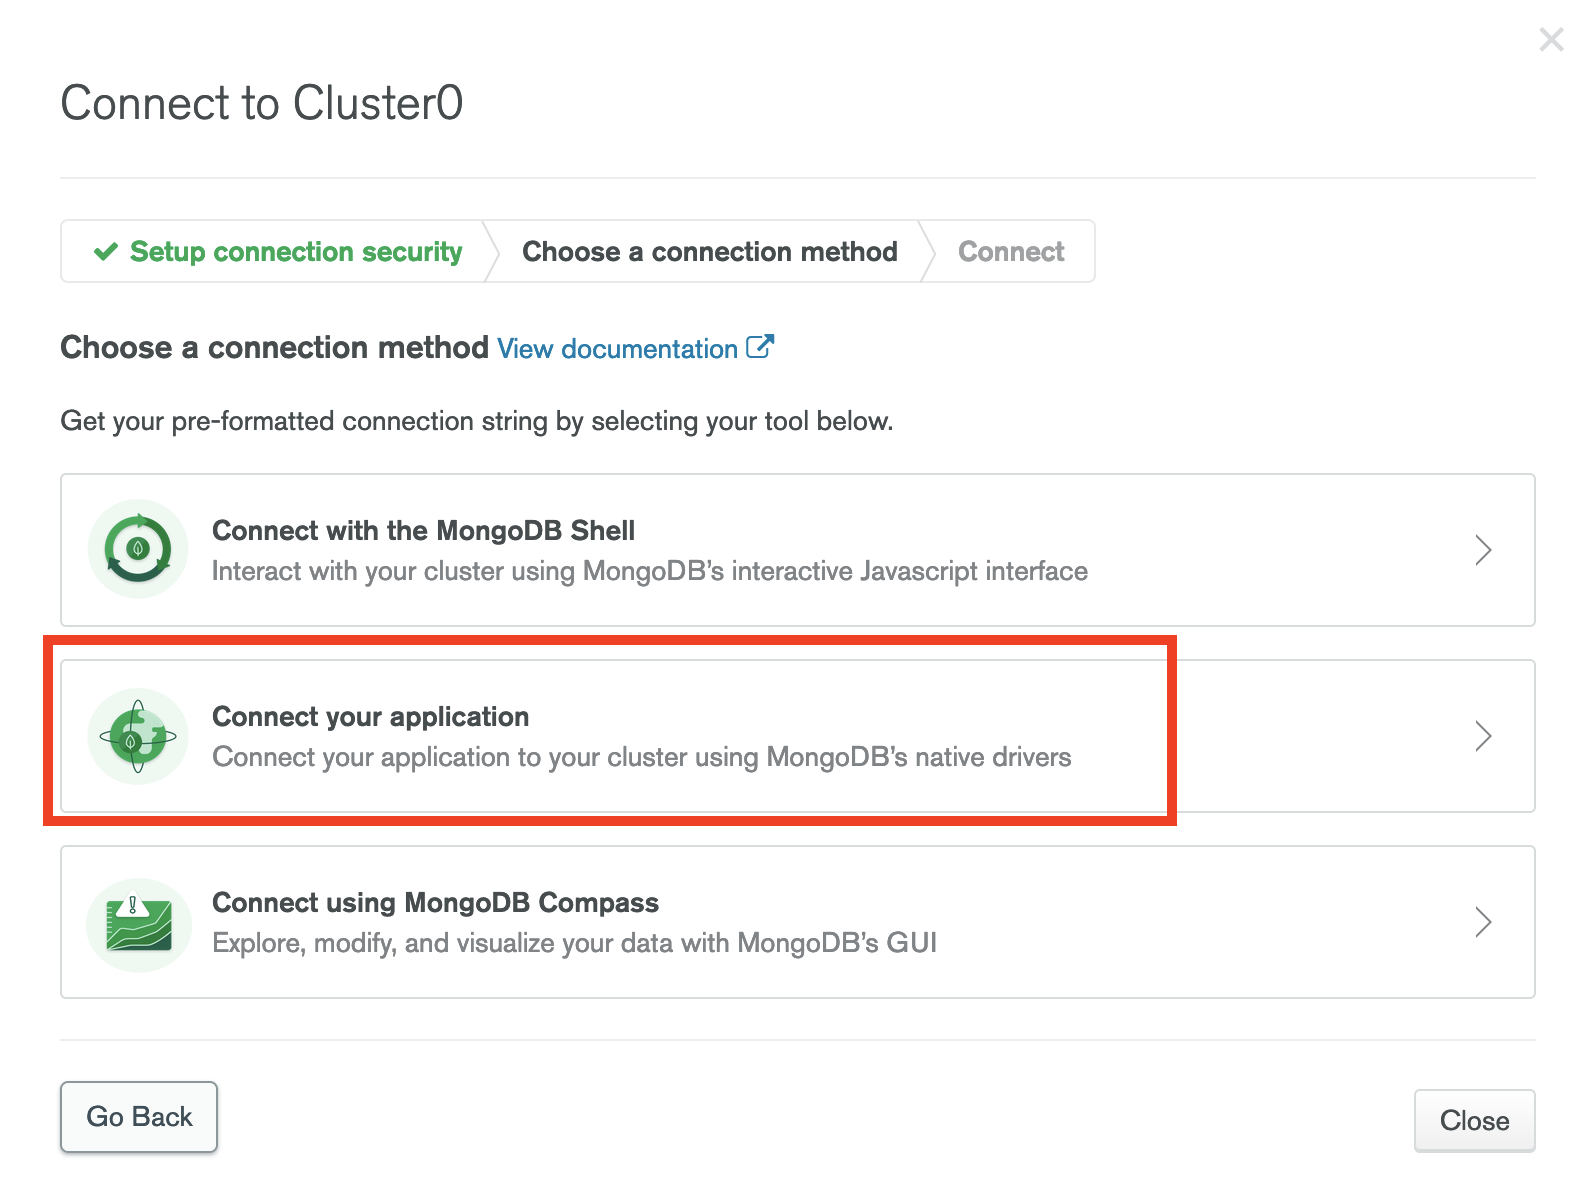 Connect to Cluster0
Setup connection security
Choose a connection method
Connect
Choose a connection method View documentation
Get your pre-formatted connection string by selecting your tool below.
Connect with the MongoDB Shell
Interact with your cluster using MongoDB’s interactive Javascript interface
Connect your application
Connect your application to your cluster using MongoDB’s native drivers
Connect using MongoDB Compass
Explore, modify, and visualize your data with MongoDB’s GUI
Go Back
Close